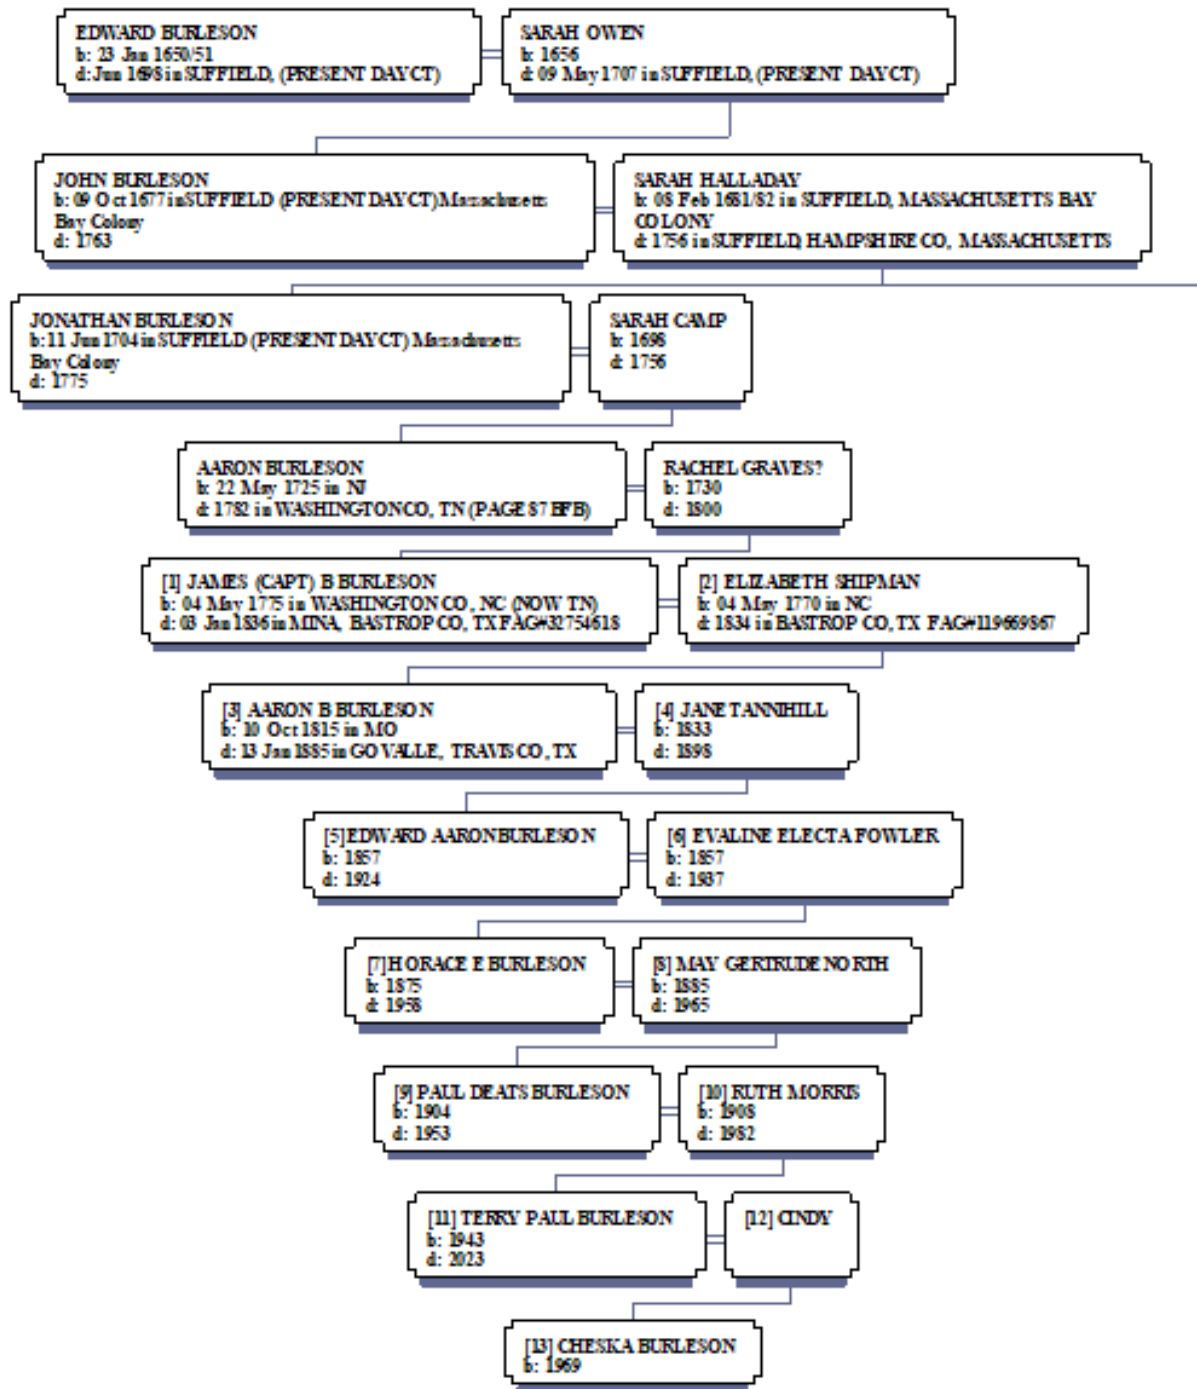 EDWARD BURLESON
b: 23 Jan 1650/51
d: Jun 1698 in SUFFIELD, (PRESENT DAY CT)
SARAH OWEN
b: 1656
d: 09 May 1707 in SUFFIELD, (PRESENT DAY CT)
JOHN BURLESON
b: 09 Oct 1677 in SUFFIELD (PRESENT DAY CT) Massachusetts
Bay Colony
d: 1763
SARAH HALLADAY
b: 08 Feb 1681/82 in SUFFIELD, MASSACHUSETTS BAY
COLONY
d: 1756 in SUFFIELD, HAMPSHIRE CO, MASSACHUSETTS
JONATHAN BURLESON
b: 11 Jun 1704 in SUFFIELD (PRESENT DAY CT) Massachusetts
Bay Colony
d: 1775
SARAH CAMP
b: 1698
d: 1756
AARON BURLESON
b: 22 May 1725 in NJ
d: 1782 in WASHINGTON CO, TN (PAGE 87 BFB)
RACHEL GRAVES?
b: 1730
d: 1800
[1] JAMES (CAPT) B BURLESON
b: 04 May 1775 in WASHINGTON CO, NC (NOW TN)
d: 03 Jan 1836 in MINA, BASTROP CO, TX FAG#32754618
[2] ELIZABETH SHIPMAN
b: 04 May 1770 in NC
d: 1834 in BASTROP CO, TX FAG#119669867
[3] AARON B BURLESON
b: 10 Oct 1815 in MO
d: 13 Jan 1885 in GOVALLE, TRAVIS CO, TX
[4] JANE TANNIHILL
b: 1833
d: 1898
[5] EDWARD AARON BURLESON
b: 1857
d: 1924
[6] EVALINE ELECTA FOWLER
b: 1857
d: 1937
[7] HORACE E BURLESON
b: 1875
d: 1958
[8] MAY GERTRUDE NORTH
b: 1885
d: 1965
[9] PAUL DEATS BURLESON
b: 1904
d: 1953
[10] RUTH MORRIS
b: 1908
d: 1982
[11] TERRY PAUL BURLESON
b: 1943
d: 2023
[12] CINDY
[13] CHESKA BURLESON
b: 1969